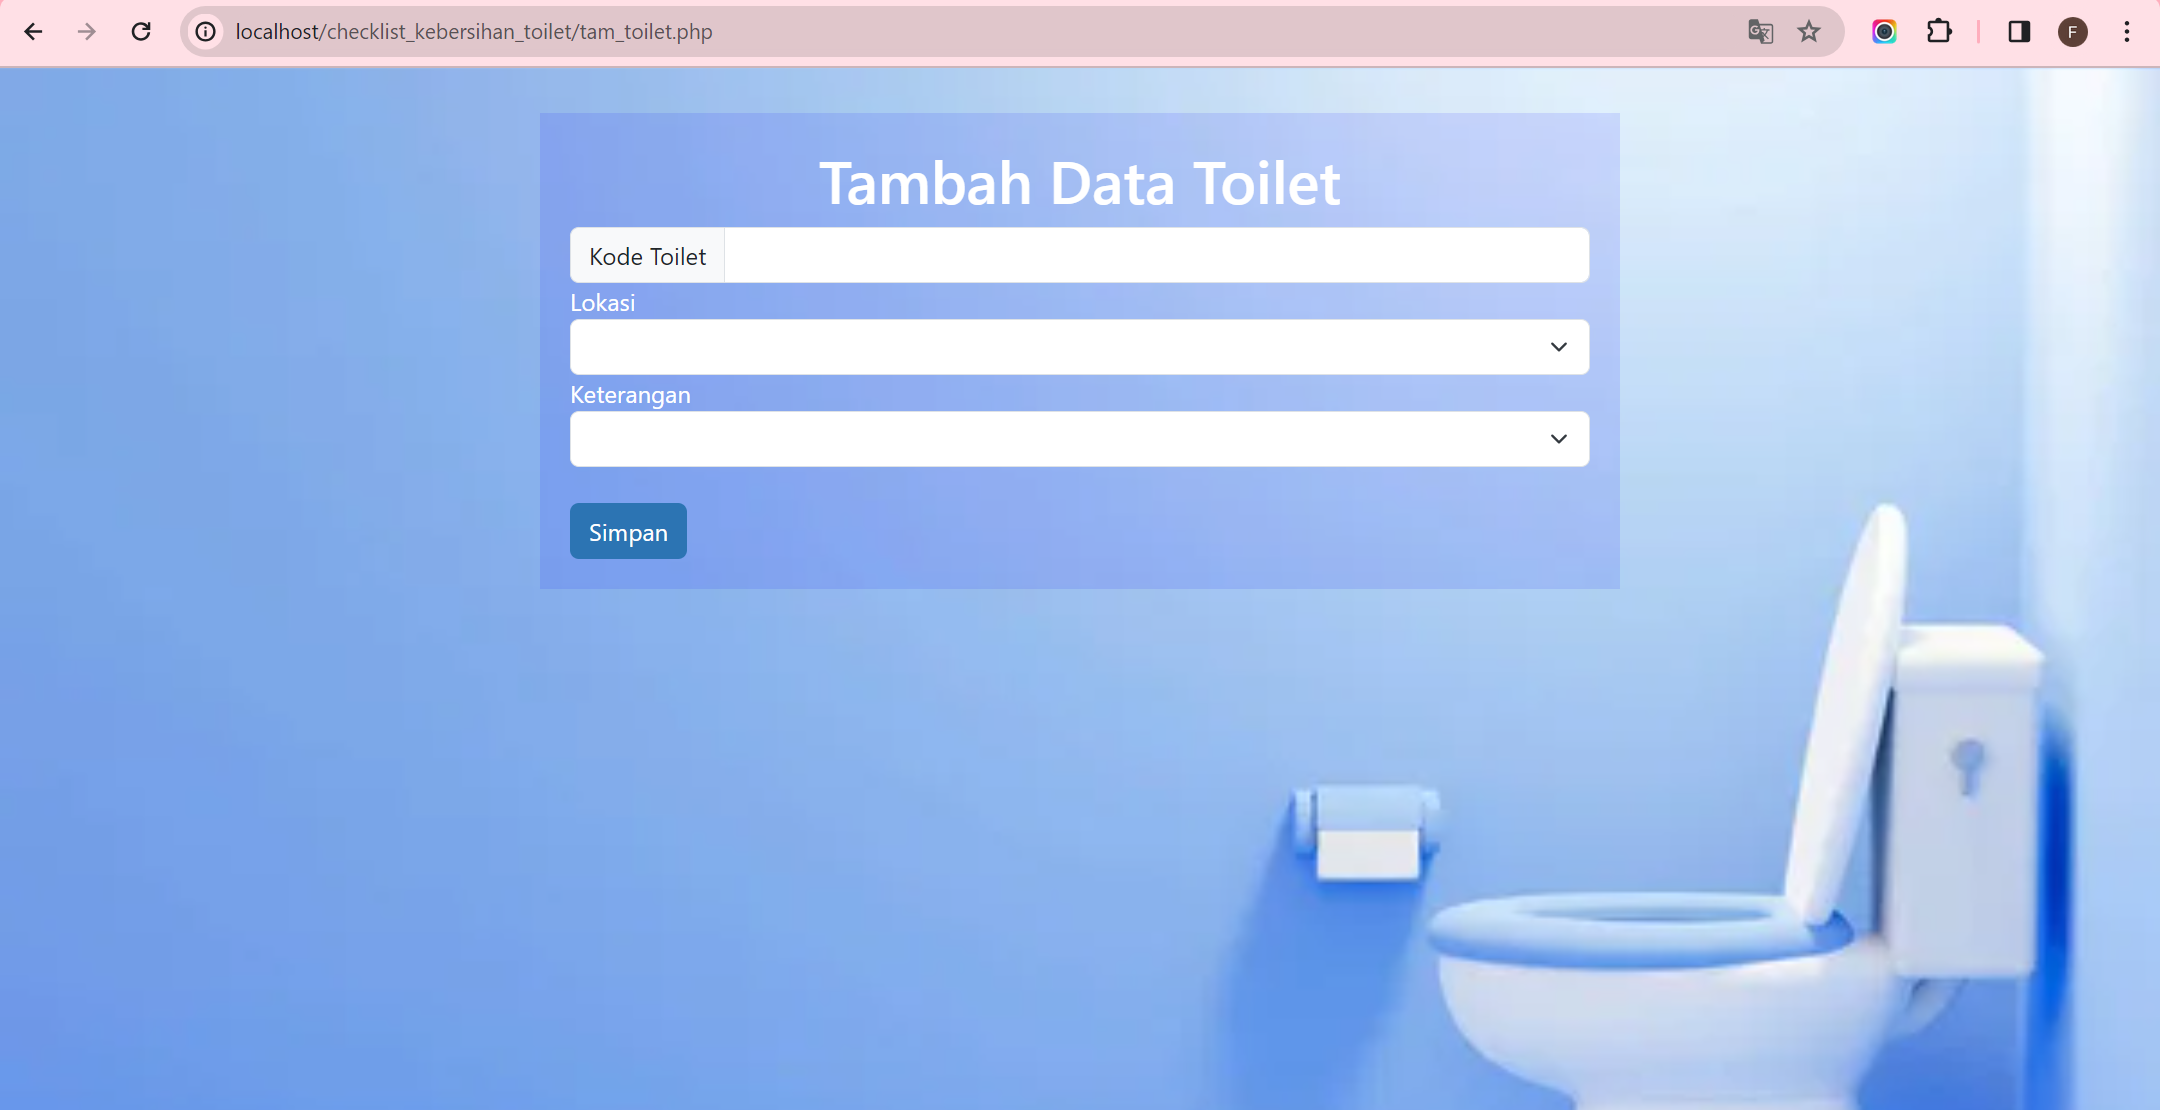 localhost/checklist_kebersihan_toilet/tam_toilet.php
F
Tambah Data Toilet
Kode Toilet
Lokasi
Keterangan
Simpan